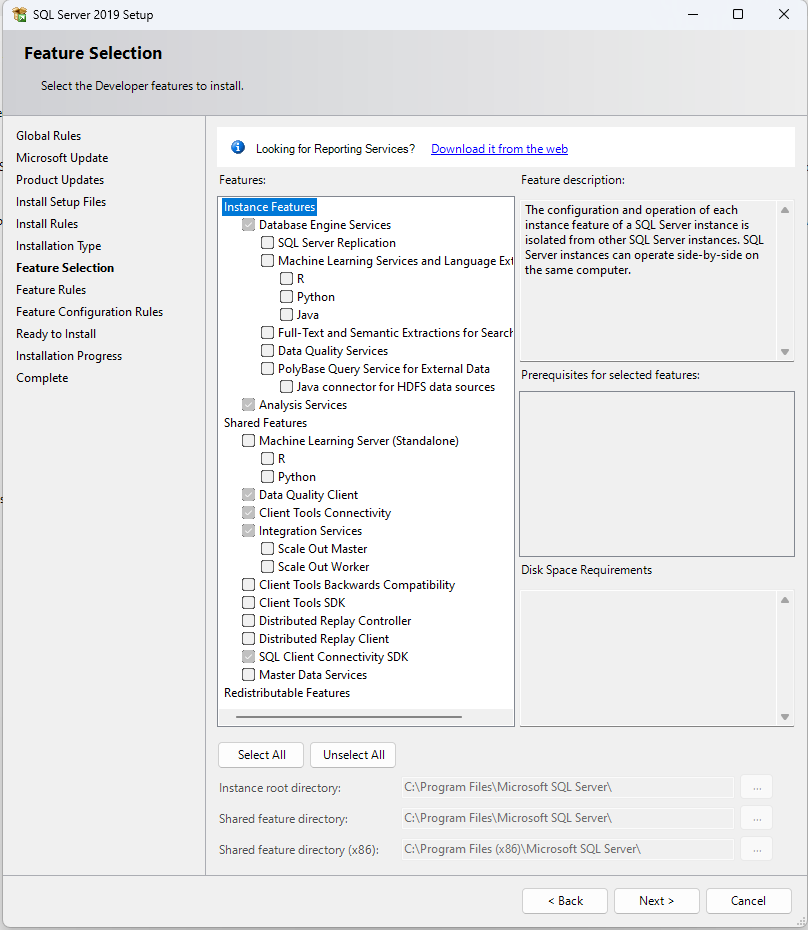 SQL Server 2019 Setup
Feature Selection
Select the Developer features to install.
Global Rules
Microsoft Update
Product Updates
Install Setup Files
Install Rules
Installation Type
Feature Selection
Feature Rules
Feature Configuration Rules
Ready to Install
Installation Progress
Complete
Looking for Reporting Services? Download it from the web
Features:
Instance Features
Database Engine Services
SQL Server Replication
Machine Learning Services and Language Ext
R
Python
Java
Full-Text and Semantic Extractions for Search
Data Quality Services
PolyBase Query Service for External Data
Java connector for HDFS data sources
Analysis Services
Shared Features
Machine Learning Server (Standalone)
R
Python
Data Quality Client
Client Tools Connectivity
Integration Services
Scale Out Master
Scale Out Worker
Client Tools Backwards Compatibility
Client Tools SDK
Distributed Replay Controller
Distributed Replay Client
SQL Client Connectivity SDK
Master Data Services
Redistributable Features
Feature description:
The configuration and operation of each
instance feature of a SQL Server instance is
isolated from other SQL Server instances. SQL
Server instances can operate side-by-side on
the same computer.
Prerequisites for selected features:
Disk Space Requirements
Select All
Unselect All
Instance root directory: C:\Program Files\Microsoft SQL Server\ ...
Shared feature directory: C:\Program Files\Microsoft SQL Server\ ...
Shared feature directory (x86): C:\Program Files (x86)\Microsoft SQL Server\ ...
< Back
Next >
Cancel